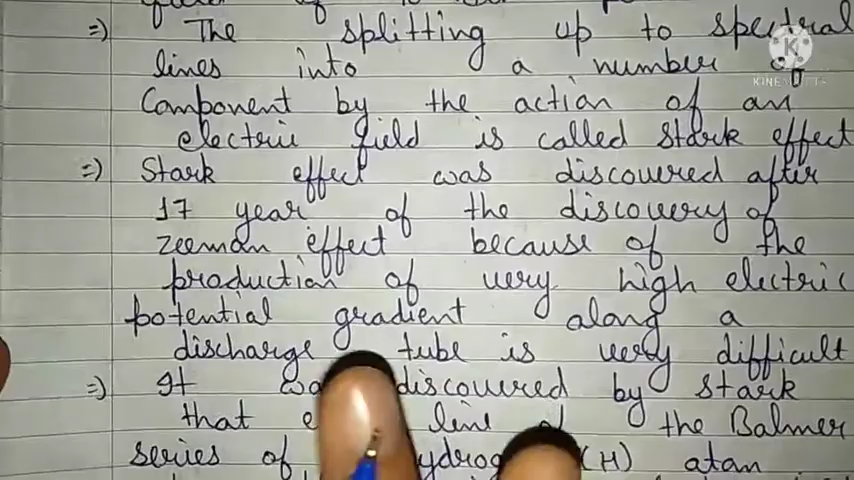 =) The splitting up to spectral
lines into a number of
Component by the action of an
electric field is called Stark effect
=) Stark effect was discovered after
17 year of the discovery of
zeeman effect because of the
production of very high electric
potential gradient along a
discharge tube is very difficult
=) It discovered by stark
that line of the Balmer
series of (H) atom
KINEMASTER